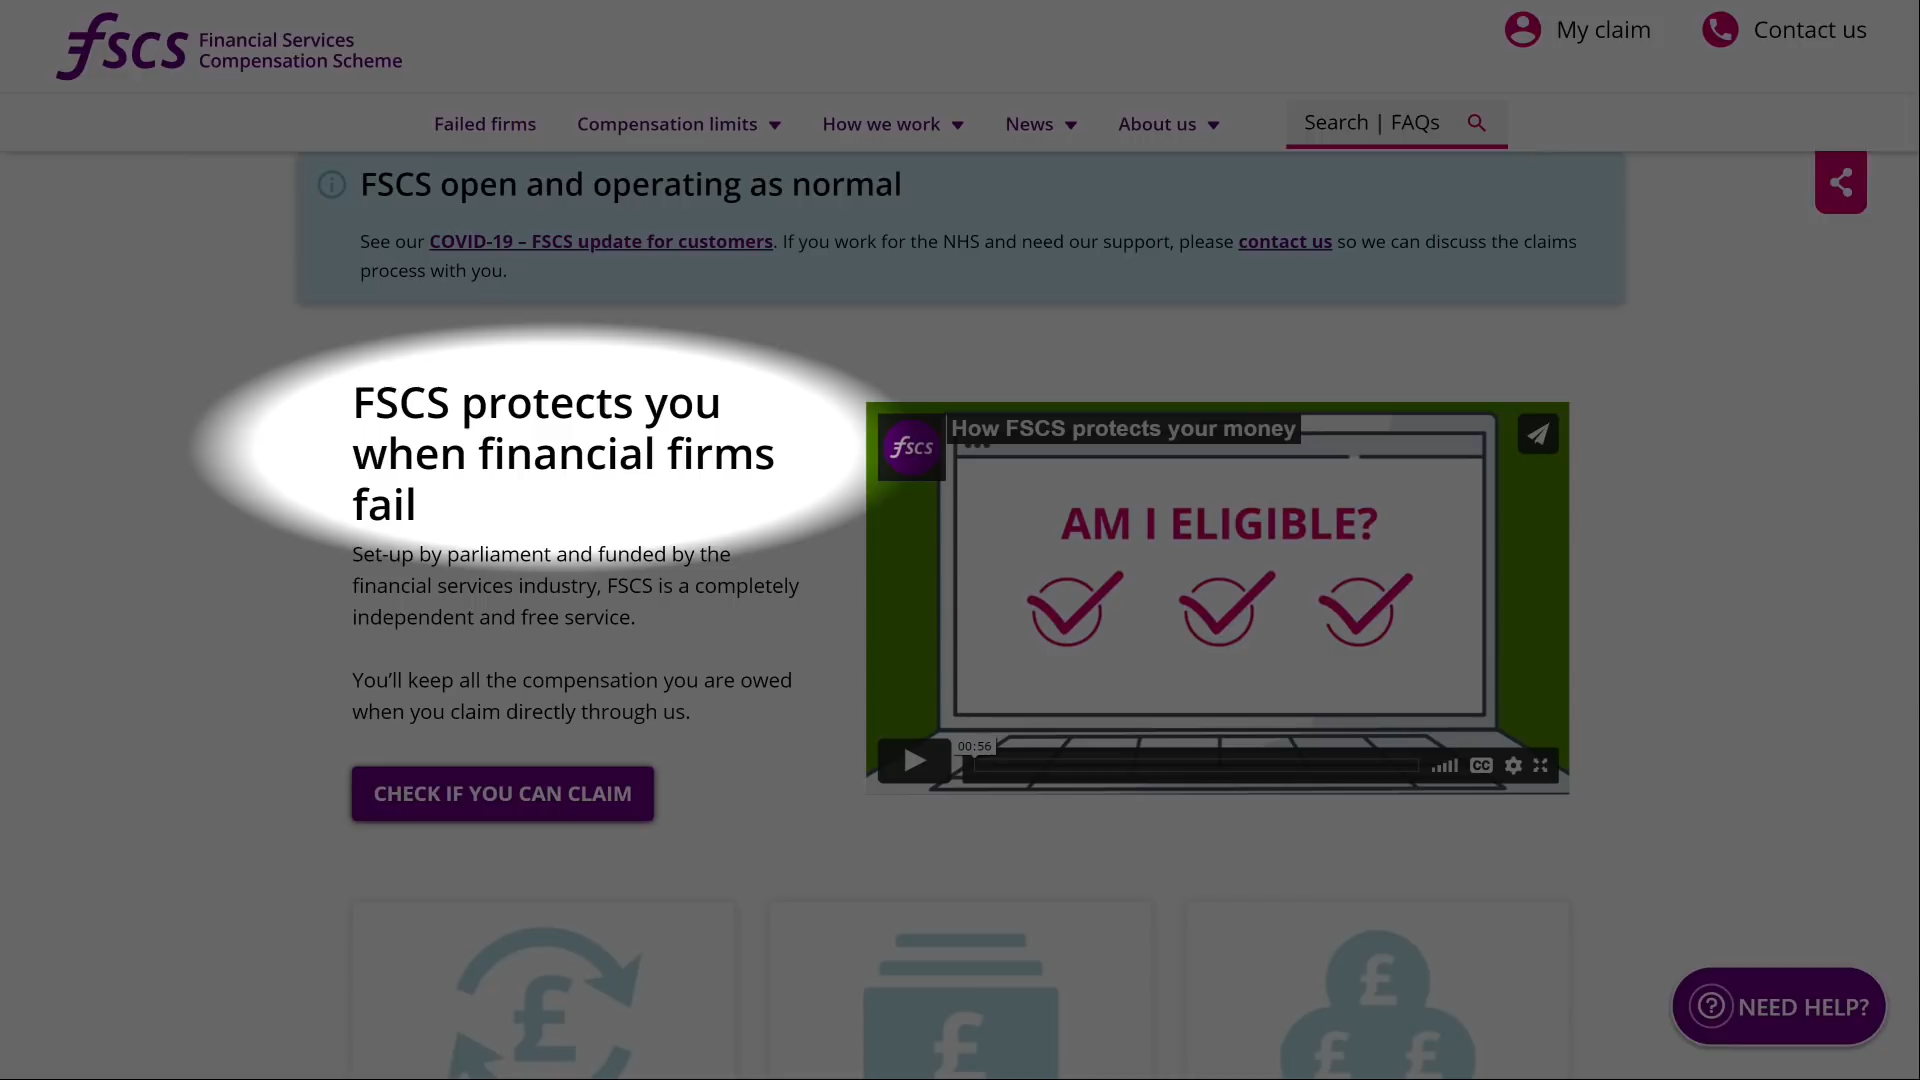 fscs Financial Services
Compensation Scheme
My claim
Contact us
Failed firms
Compensation limits
How we work
News
About us
Search | FAQs
FSCS open and operating as normal
See our COVID-19 – FSCS update for customers. If you work for the NHS and need our support, please contact us so we can discuss the claims
process with you.
FSCS protects you
when financial firms
fail
Set-up by parliament and funded by the
financial services industry, FSCS is a completely
independent and free service.
You’ll keep all the compensation you are owed
when you claim directly through us.
CHECK IF YOU CAN CLAIM
fscs
How FSCS protects your money
AM I ELIGIBLE?
00:56
CC
£
£
£
£ £
? NEED HELP?